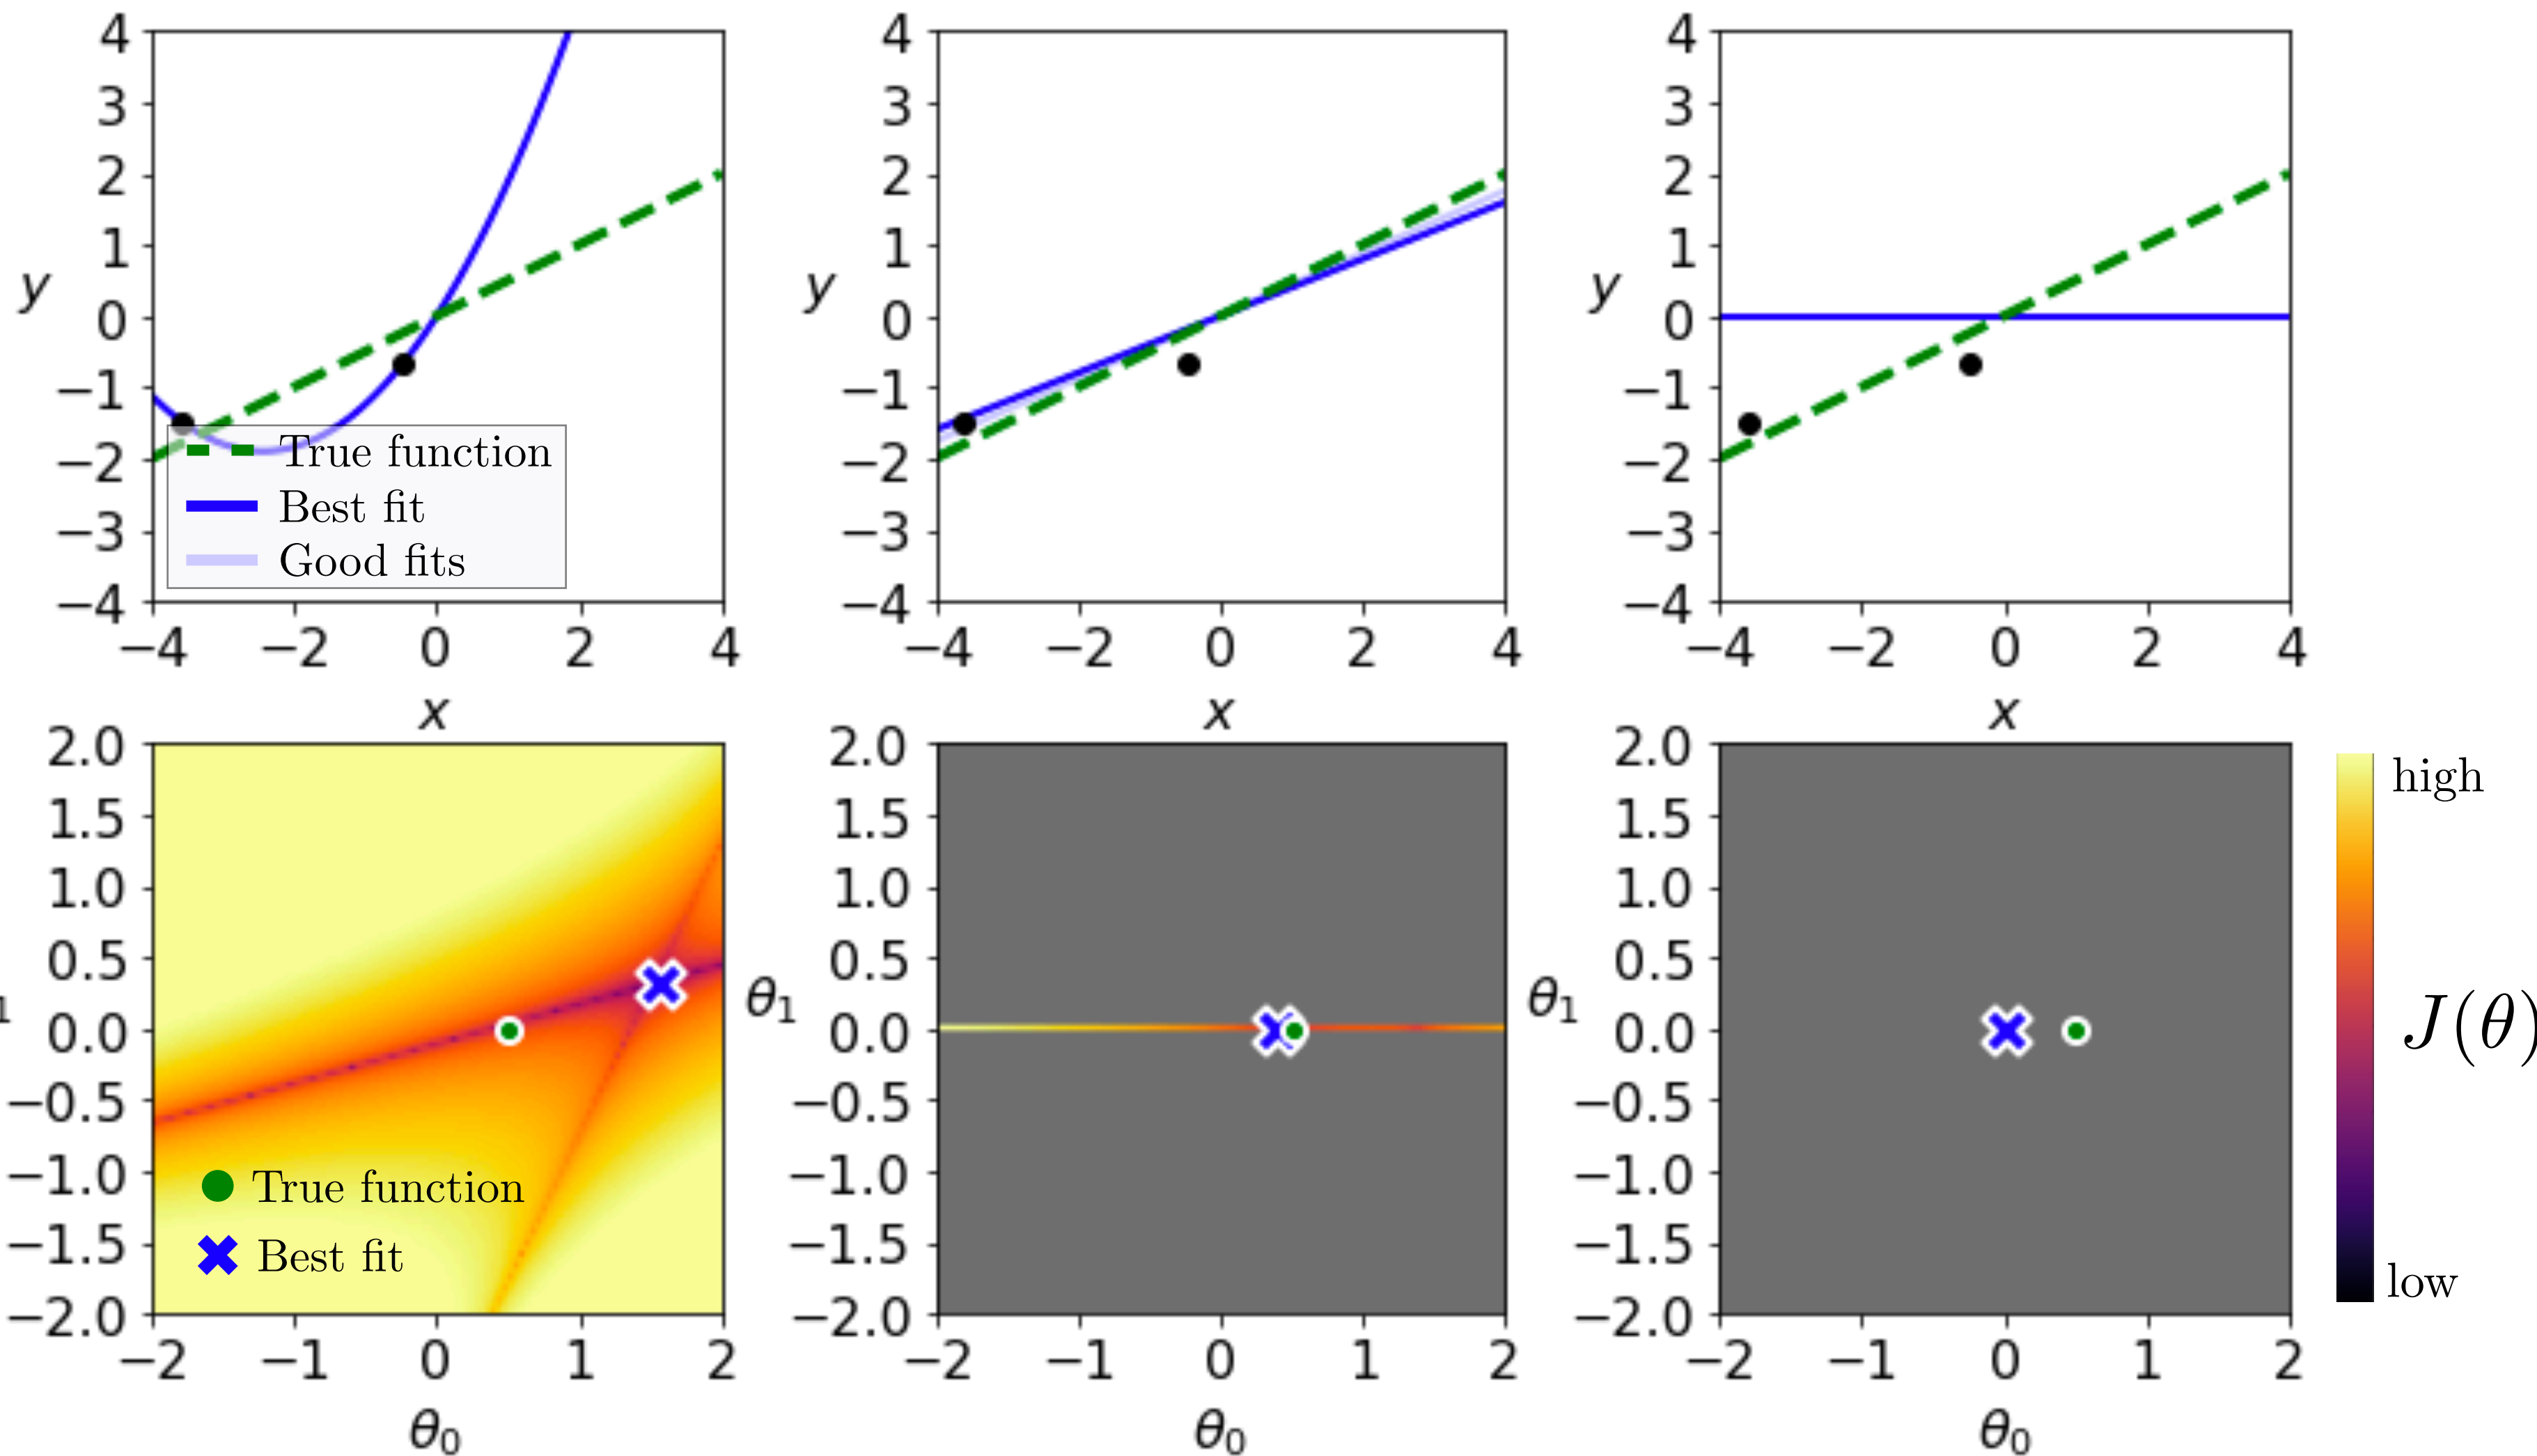 4 3 2 1 0 −1 −2 −3 −4
y
−4 −2 0 2 4
x
True function
Best fit
Good fits
4 3 2 1 0 −1 −2 −3 −4
y
−4 −2 0 2 4
x
4 3 2 1 0 −1 −2 −3 −4
y
−4 −2 0 2 4
x
2.0 1.5 1.0 0.5 0.0 −0.5 −1.0 −1.5 −2.0
1
True function
Best fit
−2 −1 0 1 2
θ0
2.0 1.5 1.0 0.5 0.0 −0.5 −1.0 −1.5 −2.0
θ1
−2 −1 0 1 2
θ0
2.0 1.5 1.0 0.5 0.0 −0.5 −1.0 −1.5 −2.0
θ1
−2 −1 0 1 2
θ0
high
J(θ)
low